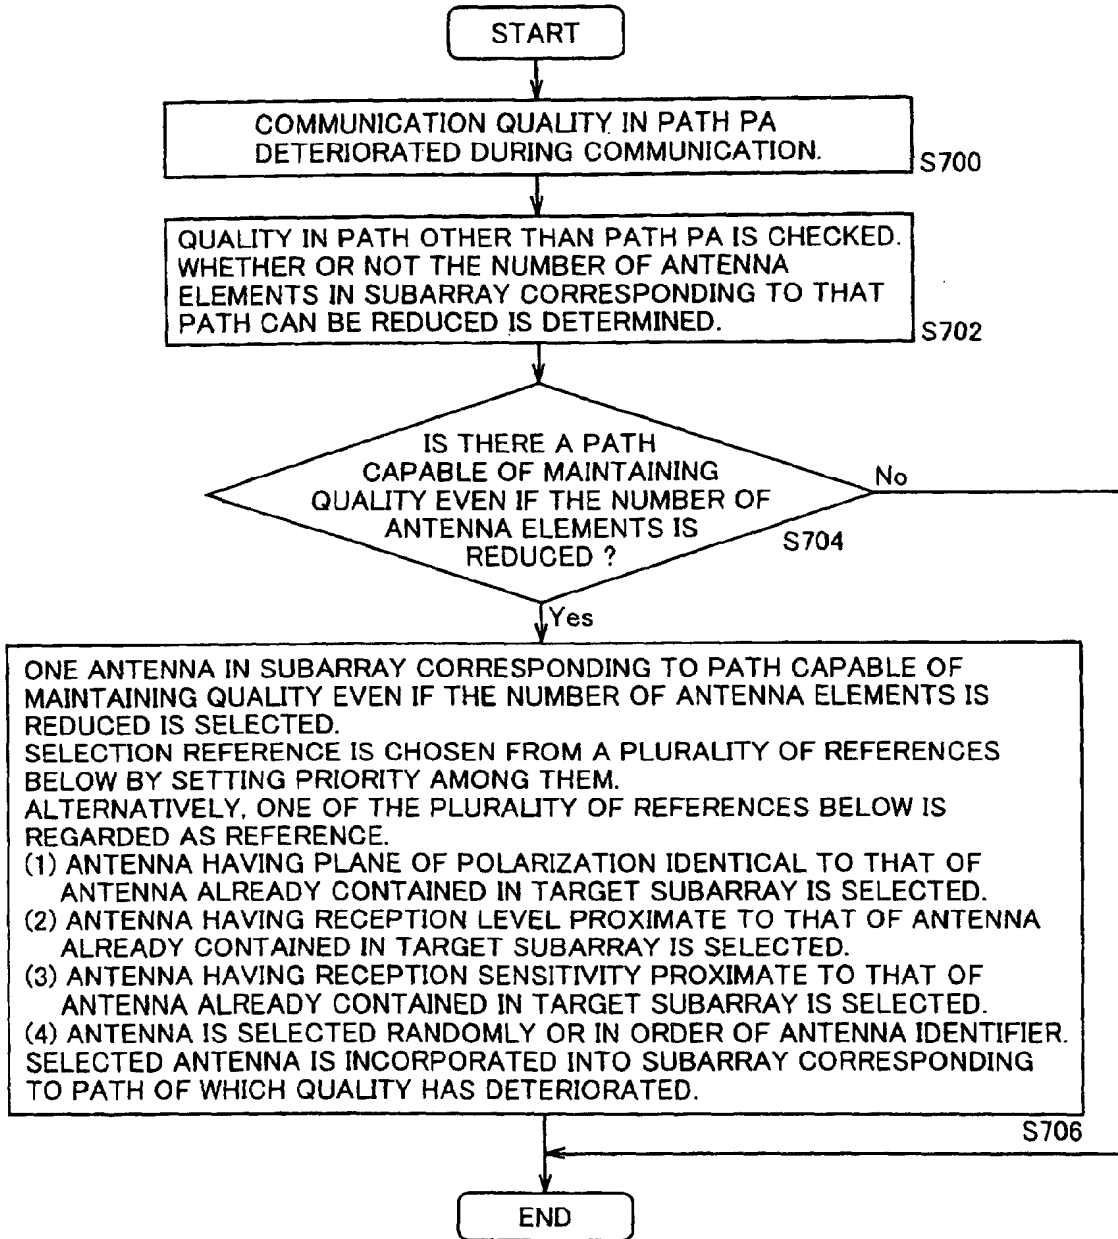 START
COMMUNICATION QUALITY IN PATH PA
DETERIORATED DURING COMMUNICATION.
S700
QUALITY IN PATH OTHER THAN PATH PA IS CHECKED.
WHETHER OR NOT THE NUMBER OF ANTENNA
ELEMENTS IN SUBARRAY CORRESPONDING TO THAT
PATH CAN BE REDUCED IS DETERMINED.
S702
IS THERE A PATH
CAPABLE OF MAINTAINING
QUALITY EVEN IF THE NUMBER OF
ANTENNA ELEMENTS IS
REDUCED ?
No
S704
Yes
ONE ANTENNA IN SUBARRAY CORRESPONDING TO PATH CAPABLE OF
MAINTAINING QUALITY EVEN IF THE NUMBER OF ANTENNA ELEMENTS IS
REDUCED IS SELECTED.
SELECTION REFERENCE IS CHOSEN FROM A PLURALITY OF REFERENCES
BELOW BY SETTING PRIORITY AMONG THEM.
ALTERNATIVELY, ONE OF THE PLURALITY OF REFERENCES BELOW IS
REGARDED AS REFERENCE.
(1) ANTENNA HAVING PLANE OF POLARIZATION IDENTICAL TO THAT OF
ANTENNA ALREADY CONTAINED IN TARGET SUBARRAY IS SELECTED.
(2) ANTENNA HAVING RECEPTION LEVEL PROXIMATE TO THAT OF ANTENNA
ALREADY CONTAINED IN TARGET SUBARRAY IS SELECTED.
(3) ANTENNA HAVING RECEPTION SENSITIVITY PROXIMATE TO THAT OF
ANTENNA ALREADY CONTAINED IN TARGET SUBARRAY IS SELECTED.
(4) ANTENNA IS SELECTED RANDOMLY OR IN ORDER OF ANTENNA IDENTIFIER.
SELECTED ANTENNA IS INCORPORATED INTO SUBARRAY CORRESPONDING
TO PATH OF WHICH QUALITY HAS DETERIORATED.
S706
END